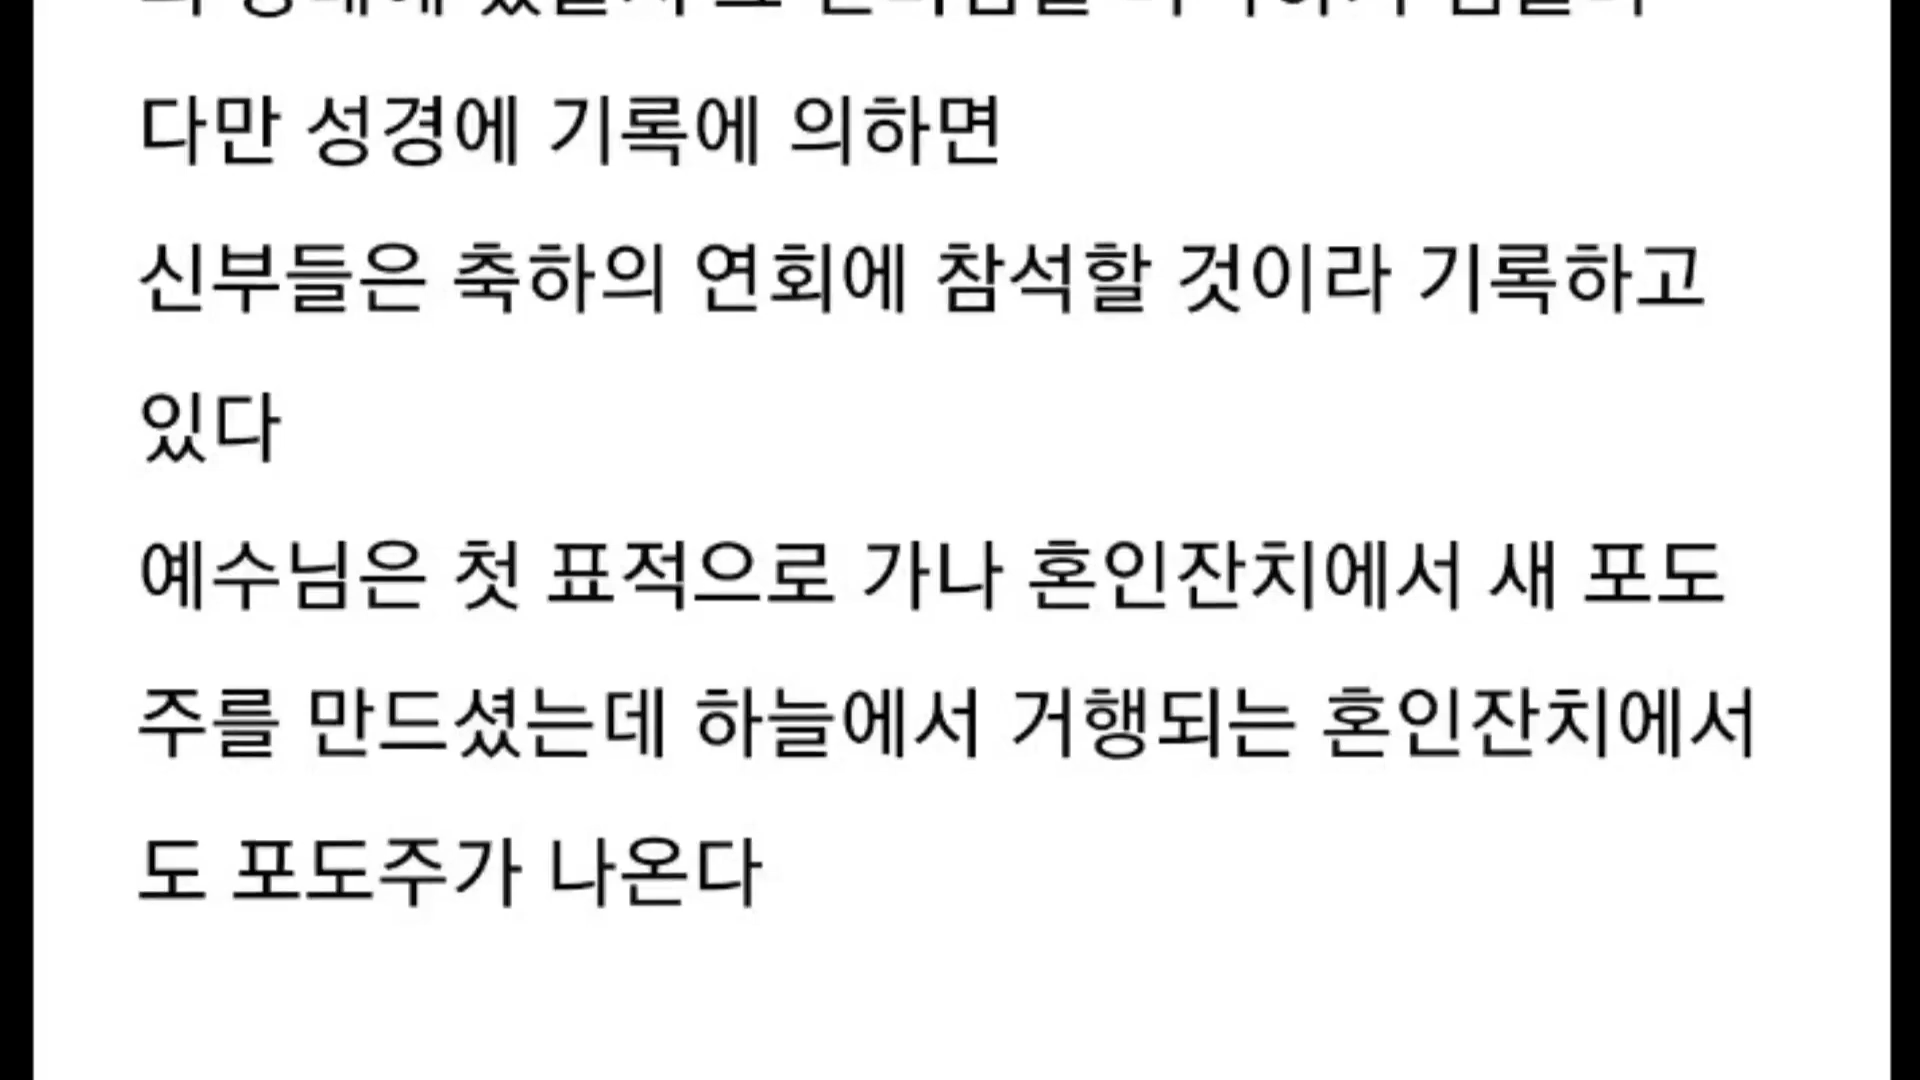 다만 성경에 기록에 의하면
신부들은 축하의 연회에 참석할 것이라 기록하고
있다
예수님은 첫 표적으로 가나 혼인잔치에서 새 포도
주를 만드셨는데 하늘에서 거행되는 혼인잔치에서
도 포도주가 나온다